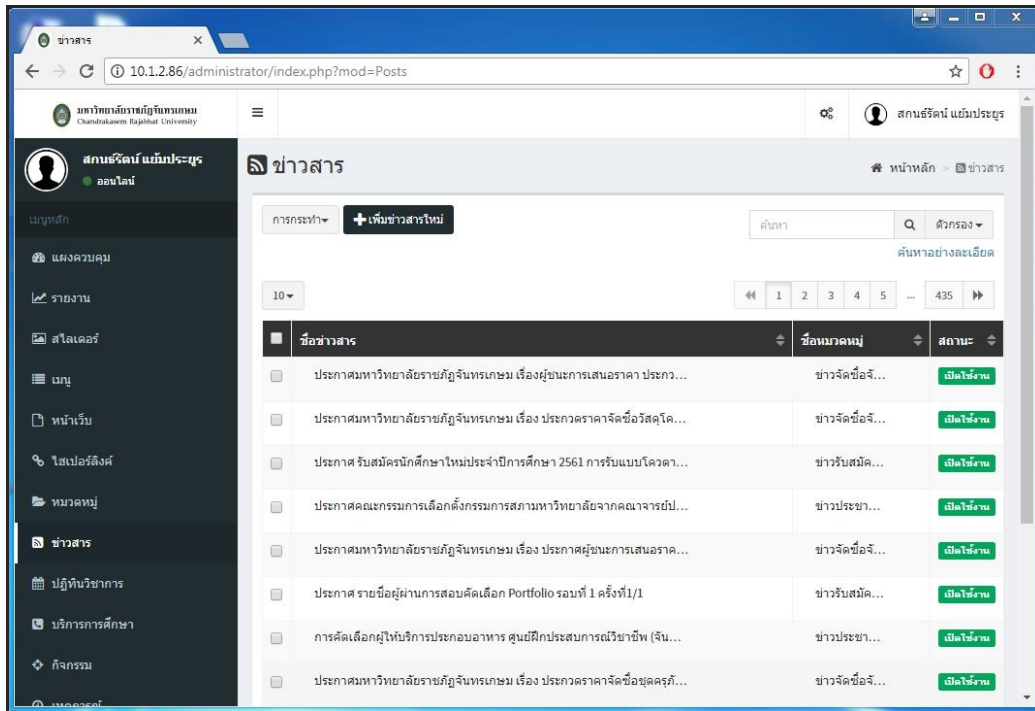 ข่าวสาร
10.1.2.86/administrator/index.php?mod=Posts
มหาวิทยาลัยราชภัฏจันทรเกษม
Chandrakasem Rajabhat University
สกนธ์รัตน์ แย้มประยูร
สกนธ์รัตน์ แย้มประยูร
ออนไลน์
ข่าวสาร
หน้าหลัก > ข่าวสาร
เมนูหลัก
แผงควบคุม
รายงาน
สไลเดอร์
เมนู
หน้าเว็บ
ไฮเปอร์ลิงค์
หมวดหมู่
ข่าวสาร
ปฏิทินวิชาการ
บริการการศึกษา
กิจกรรม
การกระทำ
เพิ่มข่าวสารใหม่
ค้นหา
ตัวกรอง
ค้นหาอย่างละเอียด
10
1 2 3 4 5 ... 435
ชื่อข่าวสาร ชื่อหมวดหมู่ สถานะ
ประกาศมหาวิทยาลัยราชภัฏจันทรเกษม เรื่องผู้ชนะการเสนอราคา ประกว... ข่าวจัดซื้อจั... เปิดใช้งาน
ประกาศมหาวิทยาลัยราชภัฏจันทรเกษม เรื่อง ประกวดราคาจัดซื้อวัสดุโค... ข่าวจัดซื้อจั... เปิดใช้งาน
ประกาศ รับสมัครนักศึกษาใหม่ประจำปีการศึกษา 2561 การรับแบบโควตา... ข่าวรับสมัค... เปิดใช้งาน
ประกาศคณะกรรมการเลือกตั้งกรรมการสภามหาวิทยาลัยจากคณาจารย์ป... ข่าวประชา... เปิดใช้งาน
ประกาศมหาวิทยาลัยราชภัฏจันทรเกษม เรื่อง ประกาศผู้ชนะการเสนอราค... ข่าวจัดซื้อจั... เปิดใช้งาน
ประกาศ รายชื่อผู้ผ่านการสอบคัดเลือก Portfolio รอบที่ 1 ครั้งที่1/1 ข่าวรับสมัค... เปิดใช้งาน
การคัดเลือกผู้ให้บริการประกอบอาหาร ศูนย์ฝึกประสบการณ์วิชาชีพ (จัน... ข่าวประชา... เปิดใช้งาน
ประกาศมหาวิทยาลัยราชภัฏจันทรเกษม เรื่อง ประกวดราคาจัดซื้อชุดครุภั... ข่าวจัดซื้อจั... เปิดใช้งาน